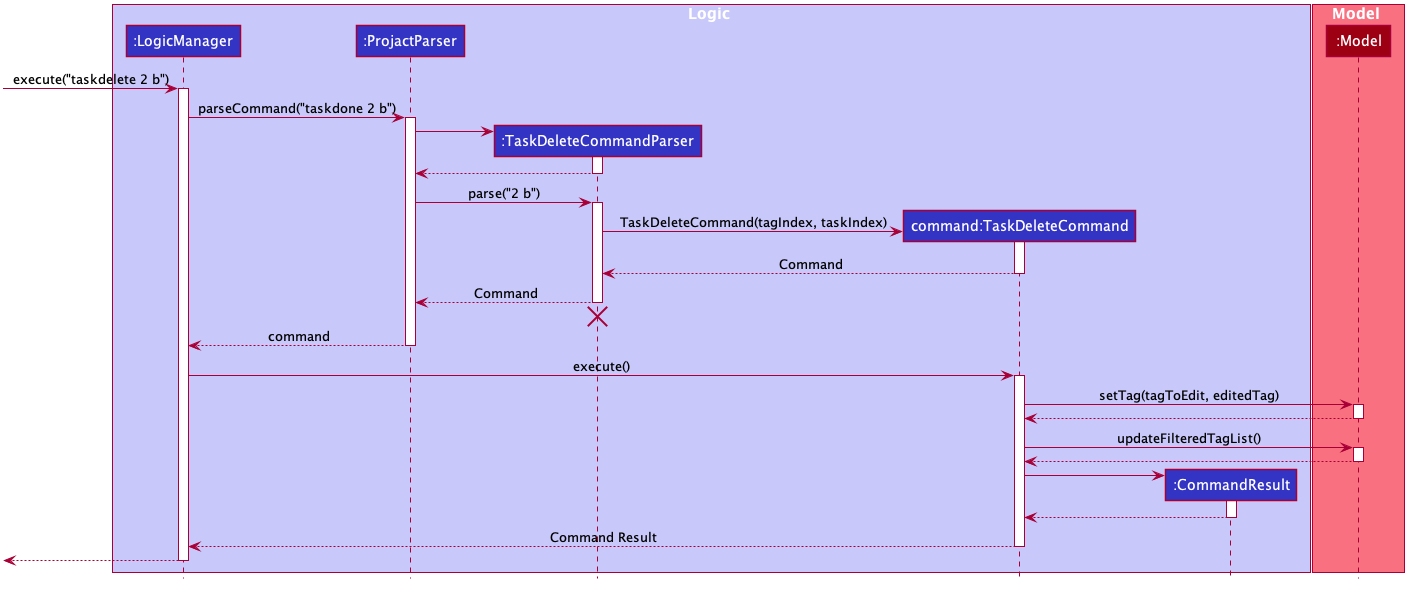 Logic
Model
:LogicManager
:ProjactParser
:Model
execute("taskdelete 2 b")
parseCommand("taskdone 2 b")
:TaskDeleteCommandParser
parse("2 b")
TaskDeleteCommand(tagIndex, taskIndex)
command:TaskDeleteCommand
Command
Command
command
execute()
setTag(tagToEdit, editedTag)
updateFilteredTagList()
:CommandResult
Command Result